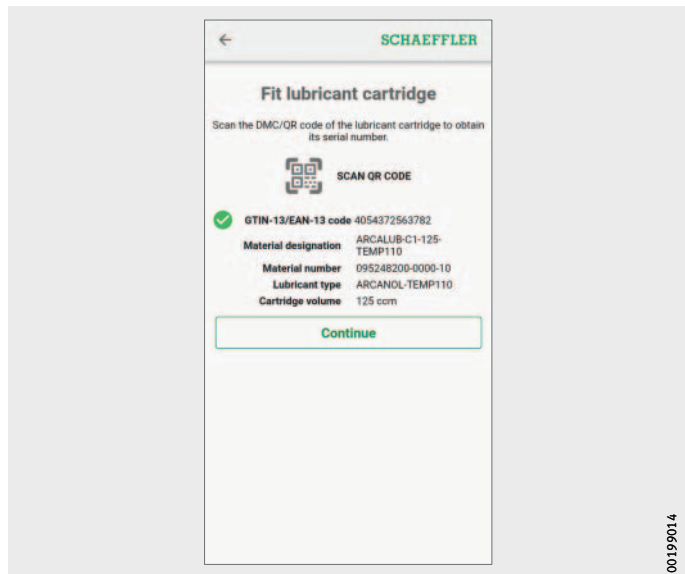 ←
SCHAEFFLER
Fit lubricant cartridge
Scan the DMC/QR code of the lubricant cartridge to obtain
its serial number.
SCAN QR CODE
GTIN-13/EAN-13 code 4054372563782
Material designation ARCALUB-C1-125-
TEMP110
Material number 095248200-0000-10
Lubricant type ARCANOL-TEMP110
Cartridge volume 125 ccm
Continue
00199014